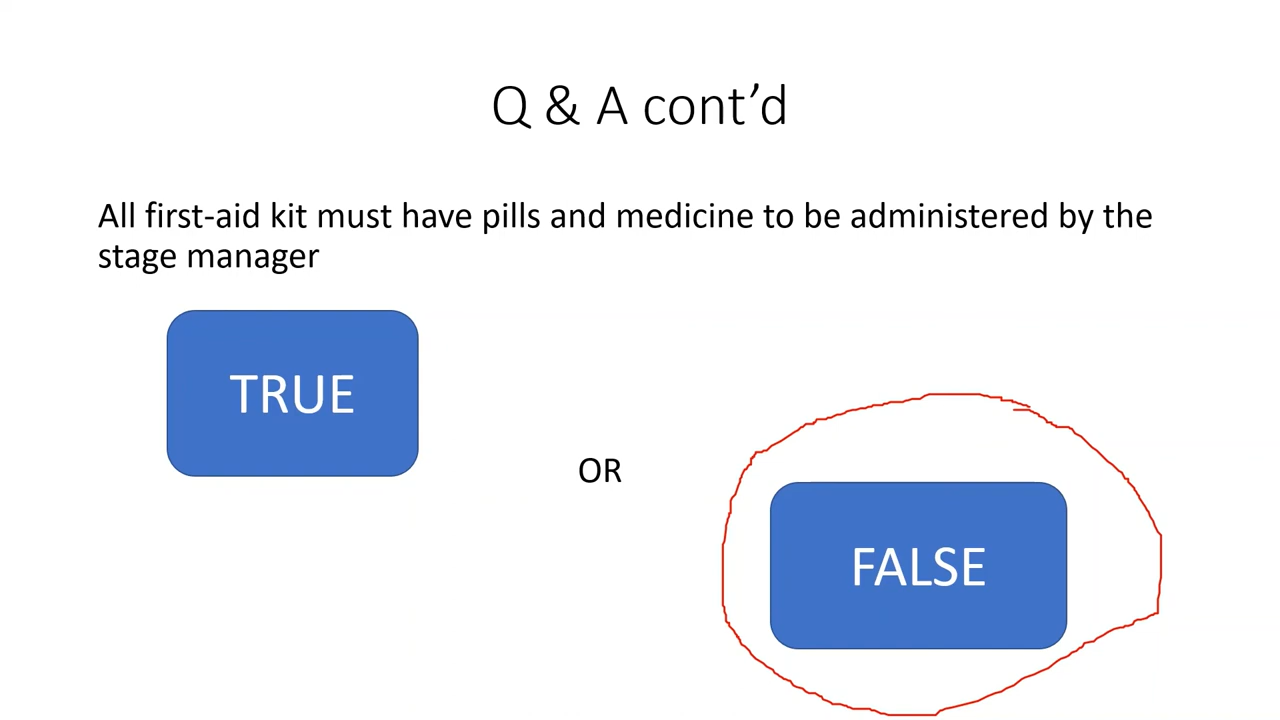 Q & A cont’d
All first-aid kit must have pills and medicine to be administered by the
stage manager
TRUE
OR
FALSE